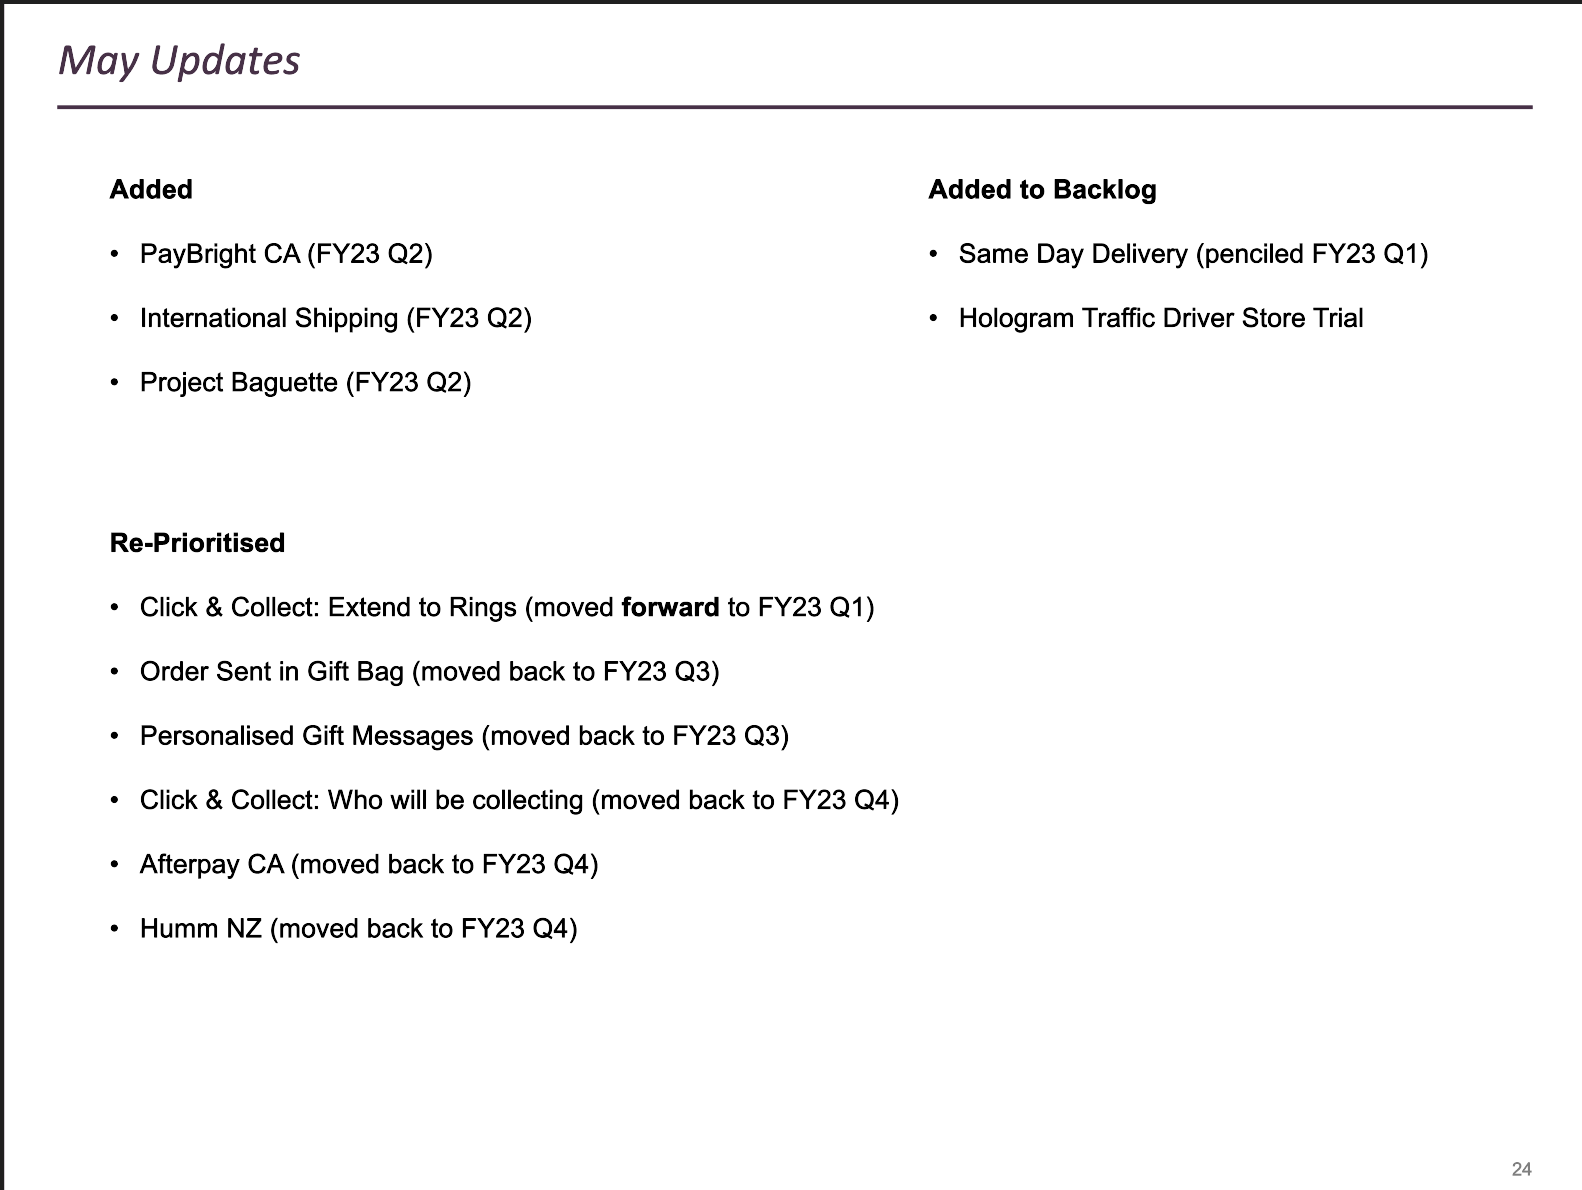 May Updates
Added
• PayBright CA (FY23 Q2)
• International Shipping (FY23 Q2)
• Project Baguette (FY23 Q2)
Added to Backlog
• Same Day Delivery (penciled FY23 Q1)
• Hologram Traffic Driver Store Trial
Re-Prioritised
• Click & Collect: Extend to Rings (moved forward to FY23 Q1)
• Order Sent in Gift Bag (moved back to FY23 Q3)
• Personalised Gift Messages (moved back to FY23 Q3)
• Click & Collect: Who will be collecting (moved back to FY23 Q4)
• Afterpay CA (moved back to FY23 Q4)
• Humm NZ (moved back to FY23 Q4)
24